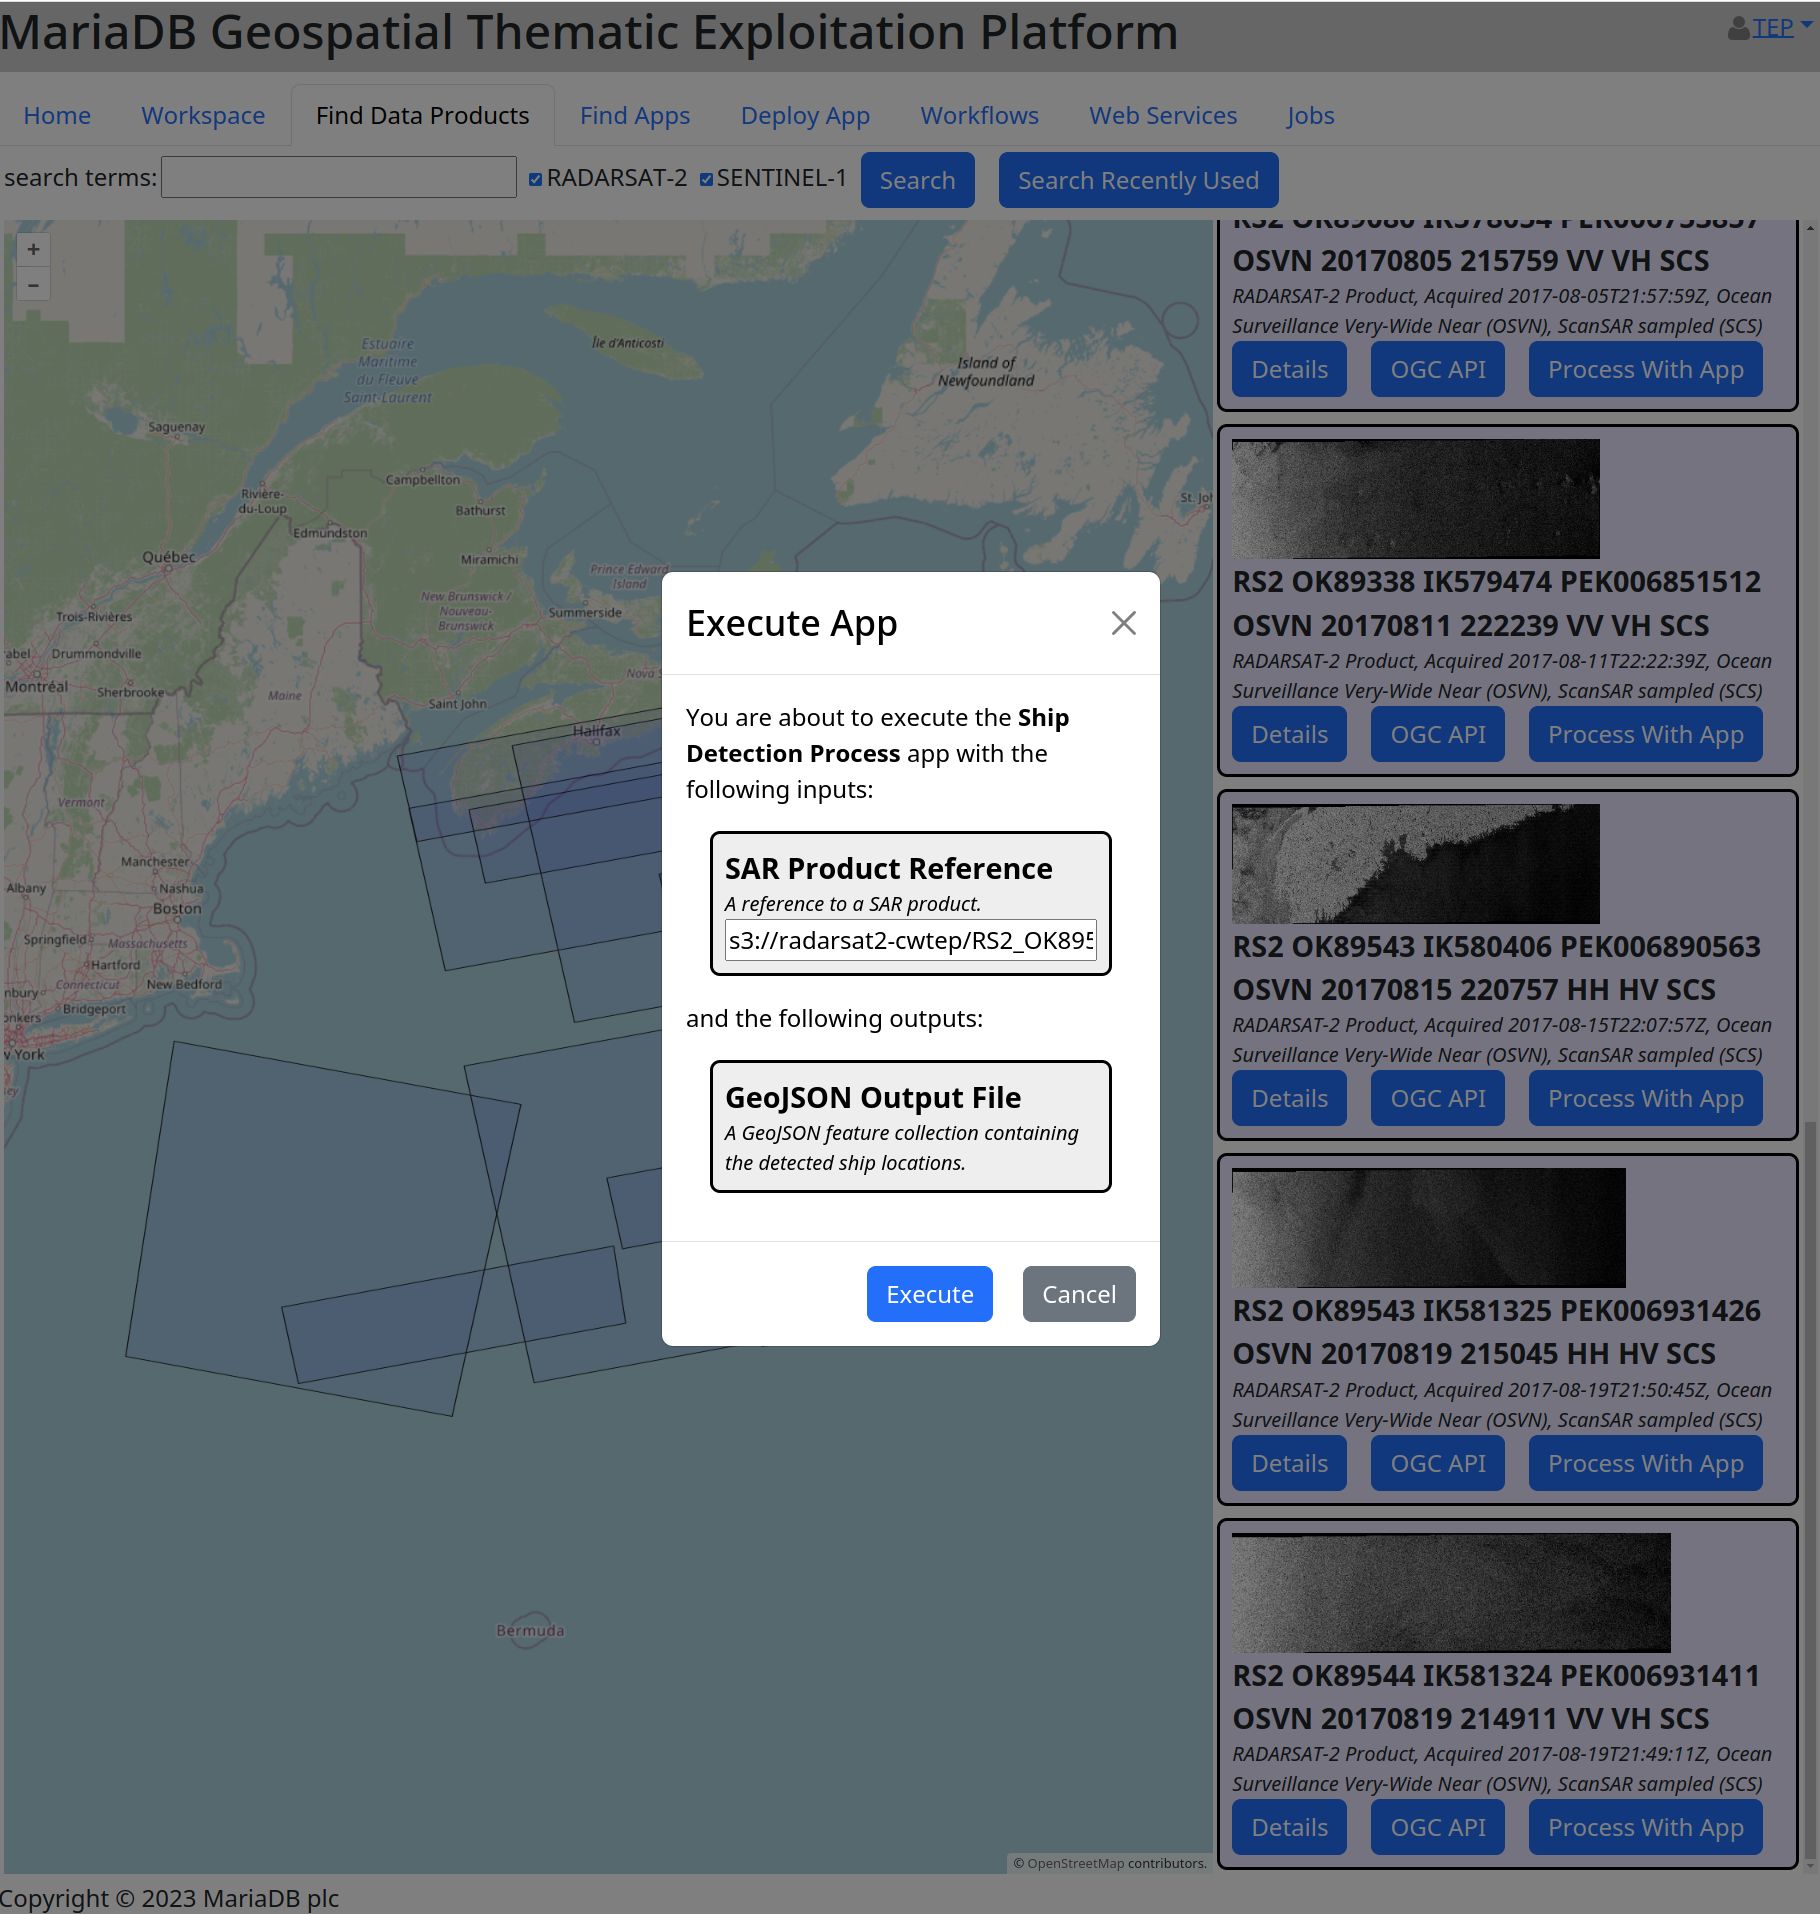 MariaDB Geospatial Thematic Exploitation Platform
TEP
Home Workspace Find Data Products Find Apps Deploy App Workflows Web Services Jobs
search terms: RADARSAT-2 SENTINEL-1 Search Search Recently Used
+
−
Estuaire
Maritime
du Fleuve
Saint-Laurent
Île d'Anticosti
Island of
Newfoundland
Saguenay
Campbellton
Rivière-
du-Loup
Bathurst
St. Joh
Edmundston
Québec
Miramichi
Prince Edward
Island
New Brunswick /
Nouveau-
Brunswick
Summerside
Trois-Rivières
Drummondville
Montréal
Sherbrooke
Maine
Nova S
Saint John
Halifax
Vermont
Manchester
Albany
Nashua
Boston
Springfield
Massachusetts
Hartford
Connecticut
New Bedford
nbury
Bridgeport
onkers
w York
Bermuda
© OpenStreetMap contributors.
Execute App
You are about to execute the Ship
Detection Process app with the
following inputs:
SAR Product Reference
A reference to a SAR product.
s3://radarsat2-cwtep/RS2_OK895
and the following outputs:
GeoJSON Output File
A GeoJSON feature collection containing
the detected ship locations.
Execute Cancel
RS2 OK89080 IK578034 PEK006753857
OSVN 20170805 215759 VV VH SCS
RADARSAT-2 Product, Acquired 2017-08-05T21:57:59Z, Ocean
Surveillance Very-Wide Near (OSVN), ScanSAR sampled (SCS)
Details OGC API Process With App
RS2 OK89338 IK579474 PEK006851512
OSVN 20170811 222239 VV VH SCS
RADARSAT-2 Product, Acquired 2017-08-11T22:22:39Z, Ocean
Surveillance Very-Wide Near (OSVN), ScanSAR sampled (SCS)
Details OGC API Process With App
RS2 OK89543 IK580406 PEK006890563
OSVN 20170815 220757 HH HV SCS
RADARSAT-2 Product, Acquired 2017-08-15T22:07:57Z, Ocean
Surveillance Very-Wide Near (OSVN), ScanSAR sampled (SCS)
Details OGC API Process With App
RS2 OK89543 IK581325 PEK006931426
OSVN 20170819 215045 HH HV SCS
RADARSAT-2 Product, Acquired 2017-08-19T21:50:45Z, Ocean
Surveillance Very-Wide Near (OSVN), ScanSAR sampled (SCS)
Details OGC API Process With App
RS2 OK89544 IK581324 PEK006931411
OSVN 20170819 214911 VV VH SCS
RADARSAT-2 Product, Acquired 2017-08-19T21:49:11Z, Ocean
Surveillance Very-Wide Near (OSVN), ScanSAR sampled (SCS)
Details OGC API Process With App
Copyright © 2023 MariaDB plc